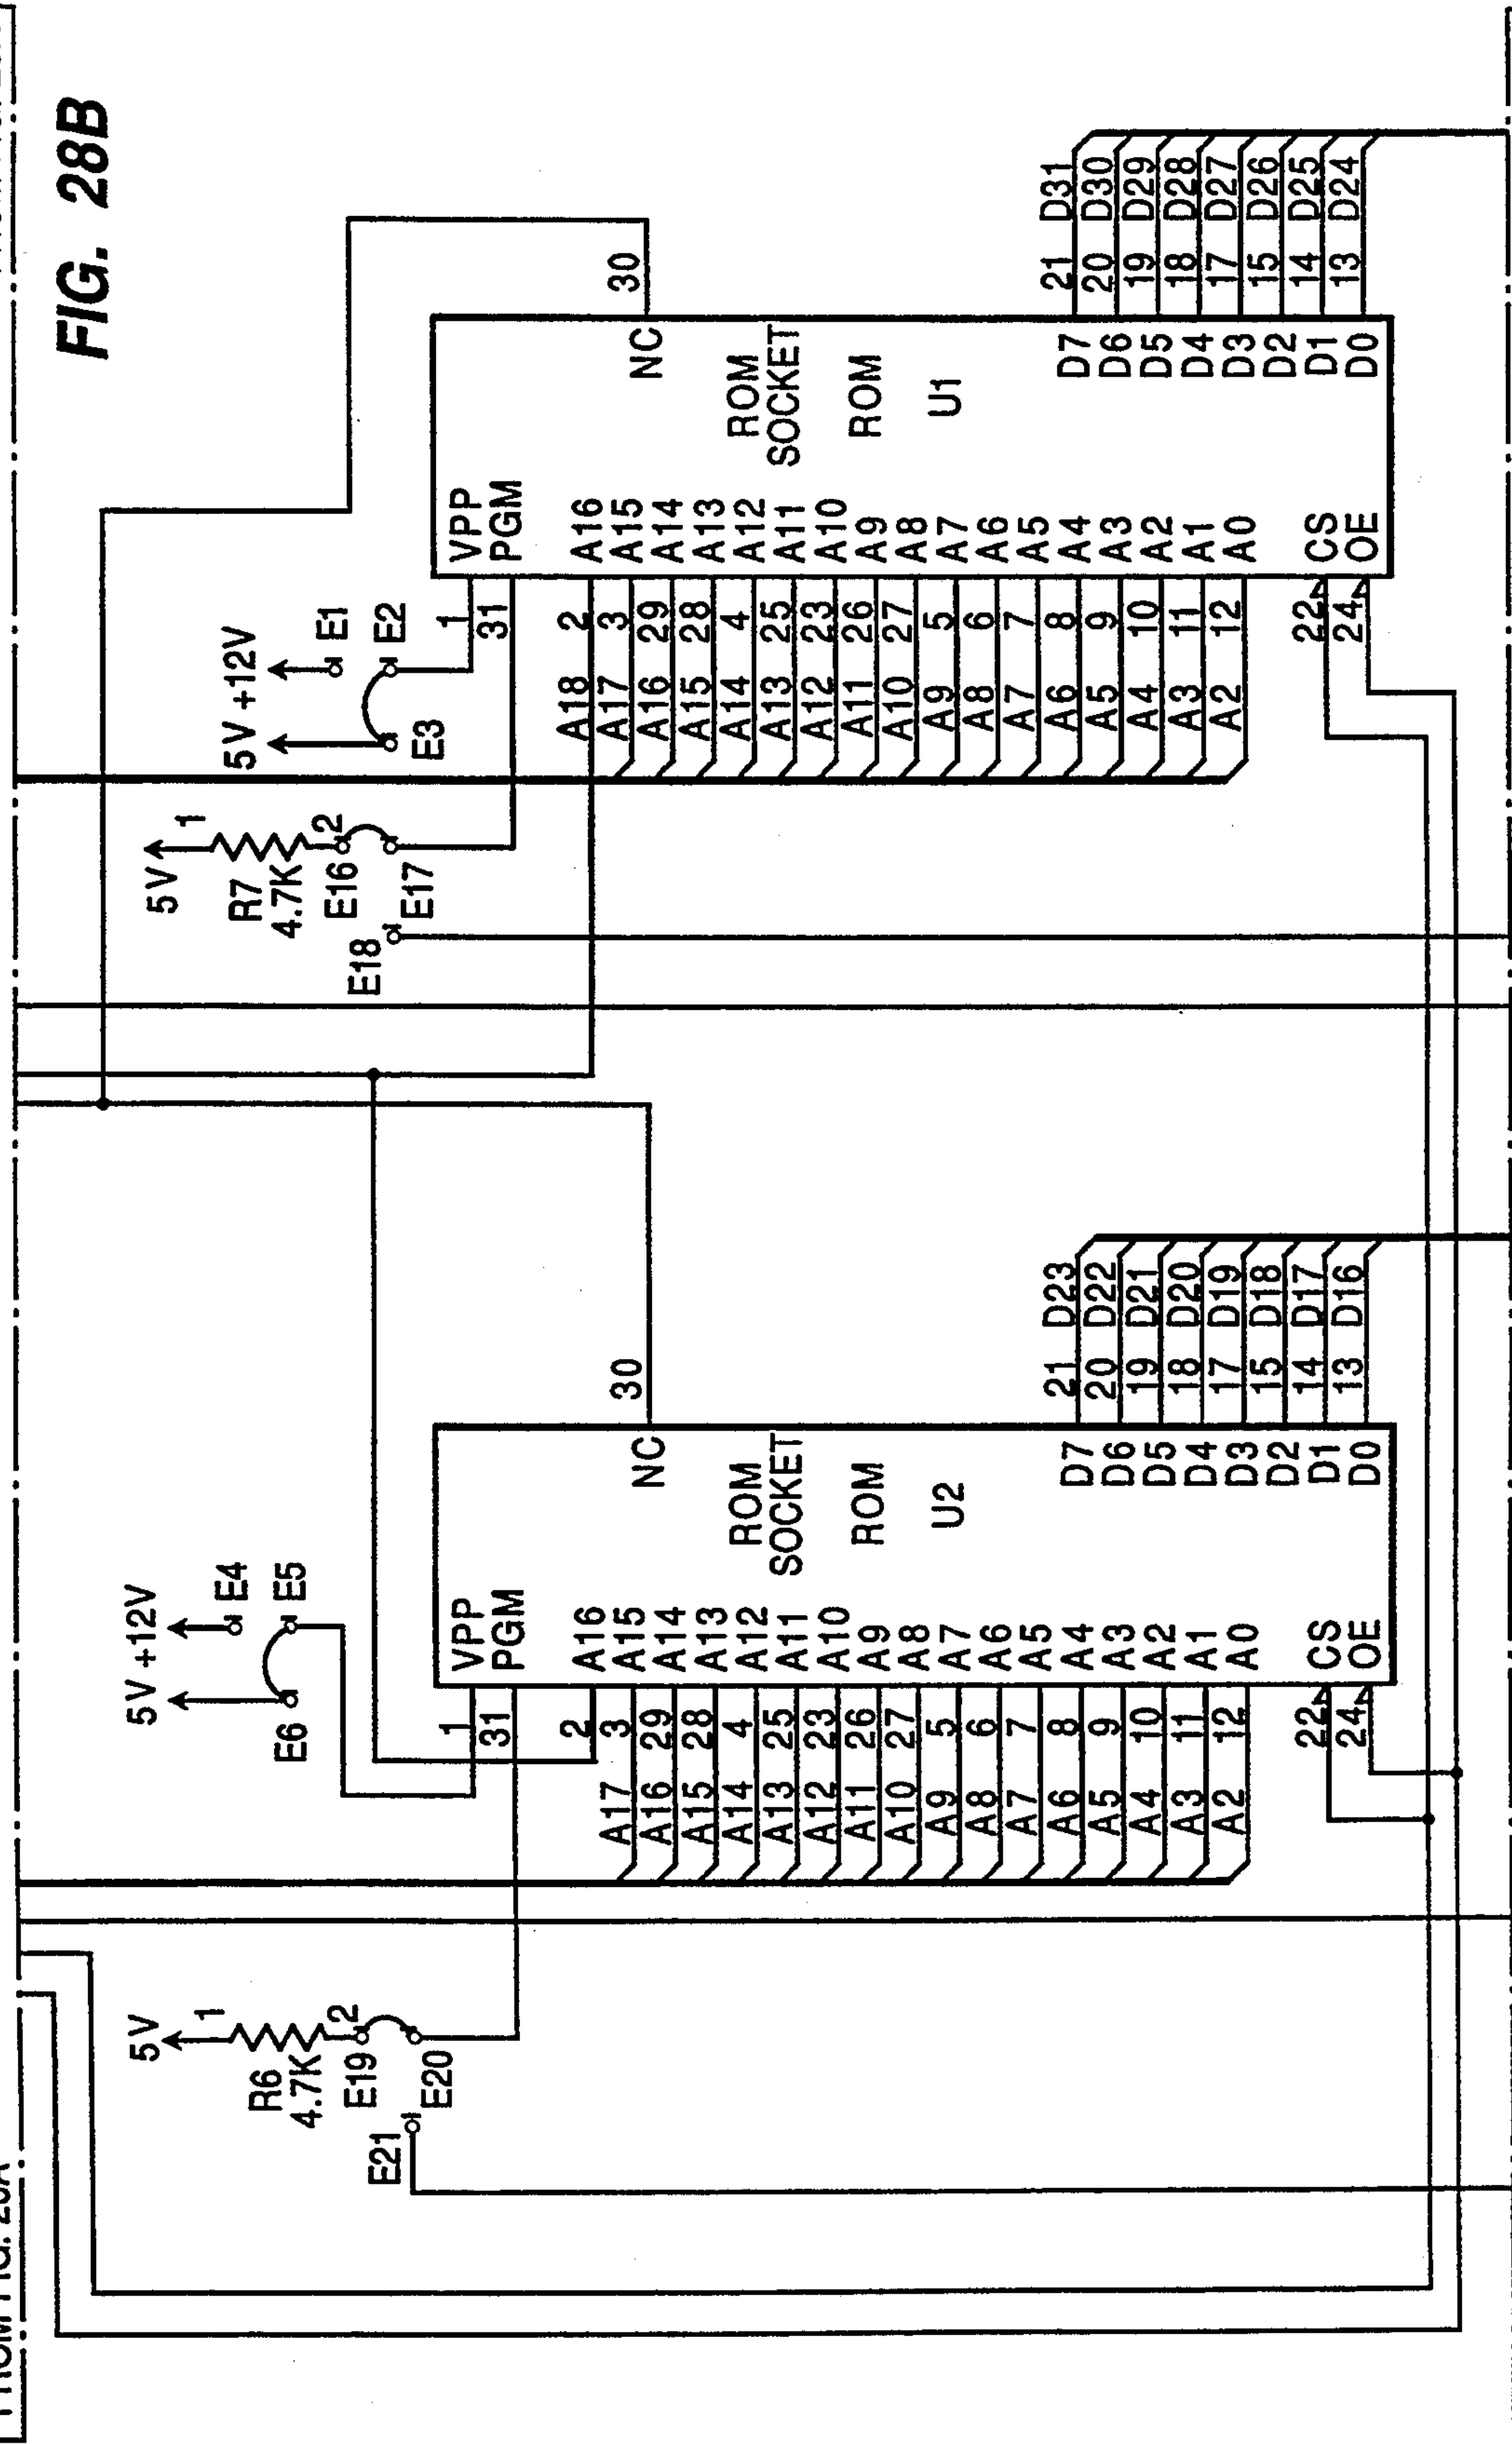 FROM FIG. 28A
FIG. 28B
5V +12V
E4
E5
E6
5V
1
R6
4.7K
2
E19
E20
E21
1 VPP
31 PGM
2 A16
A17 3 A15
A16 29 A14
A15 28 A13
A14 4 A12
A13 25 A11
A12 23 A10
A11 26 A9
A10 27 A8
A9 5 A7
A8 6 A6
A7 7 A5
A6 8 A4
A5 9 A3
A4 10 A2
A3 11 A1
A2 12 A0
22 CS
24 OE
NC 30
ROM
SOCKET
ROM
U2
D7 21 D23
D6 20 D22
D5 19 D21
D4 18 D20
D3 17 D19
D2 15 D18
D1 14 D17
D0 13 D16
5V
1
R7
4.7K
2
E16
E17
E18
5V +12V
E1
E2
E3
1 VPP
31 PGM
A18 2 A16
A17 3 A15
A16 29 A14
A15 28 A13
A14 4 A12
A13 25 A11
A12 23 A10
A11 26 A9
A10 27 A8
A9 5 A7
A8 6 A6
A7 7 A5
A6 8 A4
A5 9 A3
A4 10 A2
A3 11 A1
A2 12 A0
22 CS
24 OE
NC 30
ROM
SOCKET
ROM
U1
D7 21 D31
D6 20 D30
D5 19 D29
D4 18 D28
D3 17 D27
D2 15 D26
D1 14 D25
D0 13 D24